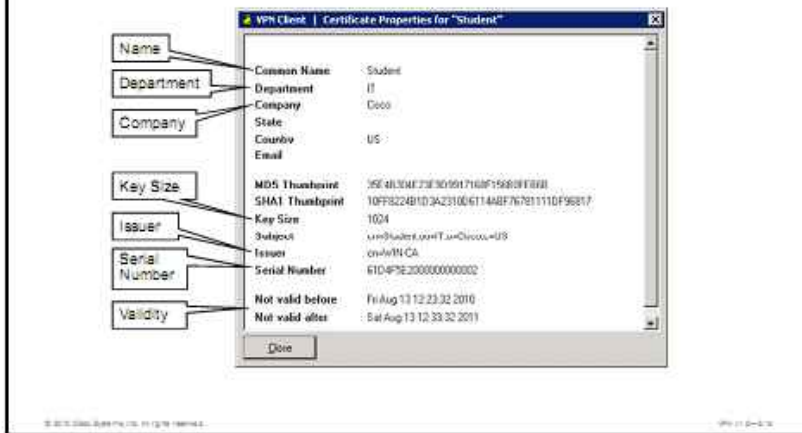 VPN Client | Certificate Properties for "Student"
Name
Department
Company
Common Name Student
Department IT
Company Cisco
State
Country US
Email
Key Size
Issuer
Serial Number
Validity
MD5 Thumbprint
SHA1 Thumbprint
Key Size 1024
Subject
Issuer cn=WIN-CA
Serial Number
Not valid before Fri Aug 13 12:23:32 2010
Not valid after Sat Aug 13 12:33:32 2011
Close